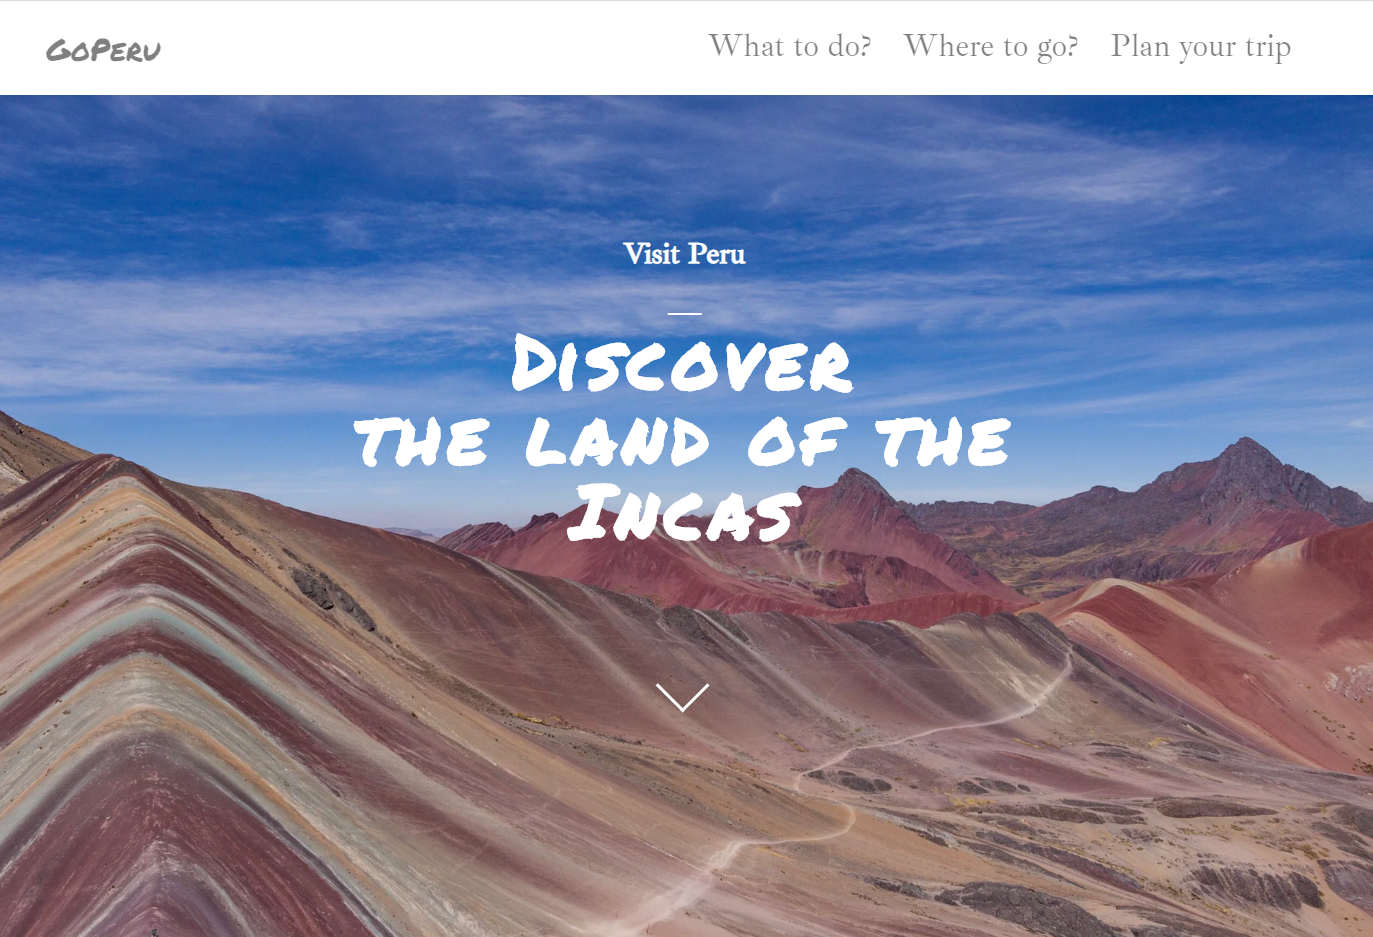 GoPeru
What to do? Where to go? Plan your trip
Visit Peru
Discover
the land of the
Incas